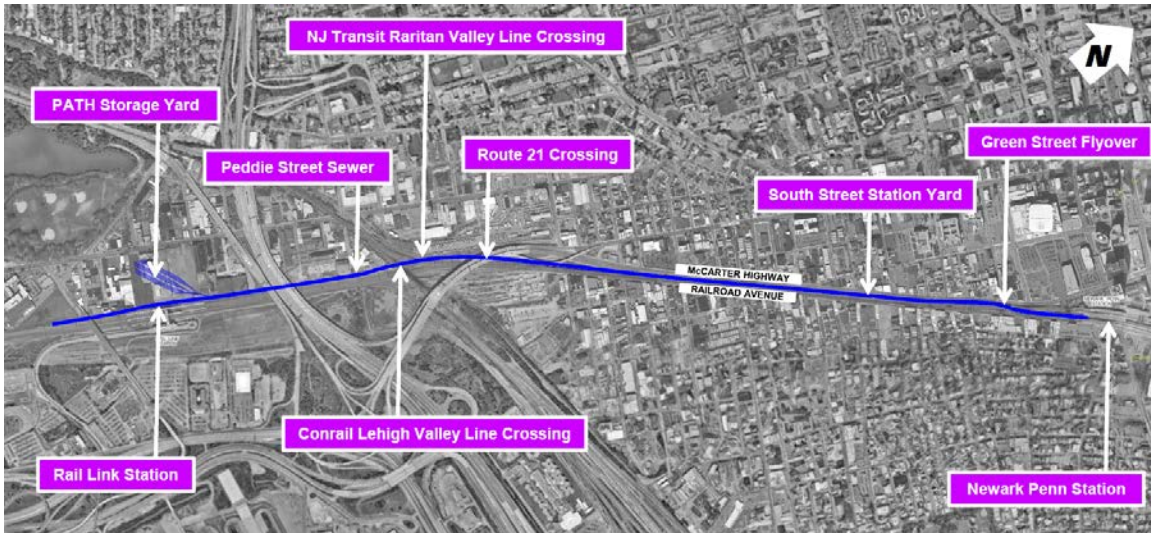 NJ Transit Raritan Valley Line Crossing
N
PATH Storage Yard
Peddie Street Sewer
Route 21 Crossing
Green Street Flyover
South Street Station Yard
McCARTER HIGHWAY
RAILROAD AVENUE
Conrail Lehigh Valley Line Crossing
Rail Link Station
Newark Penn Station